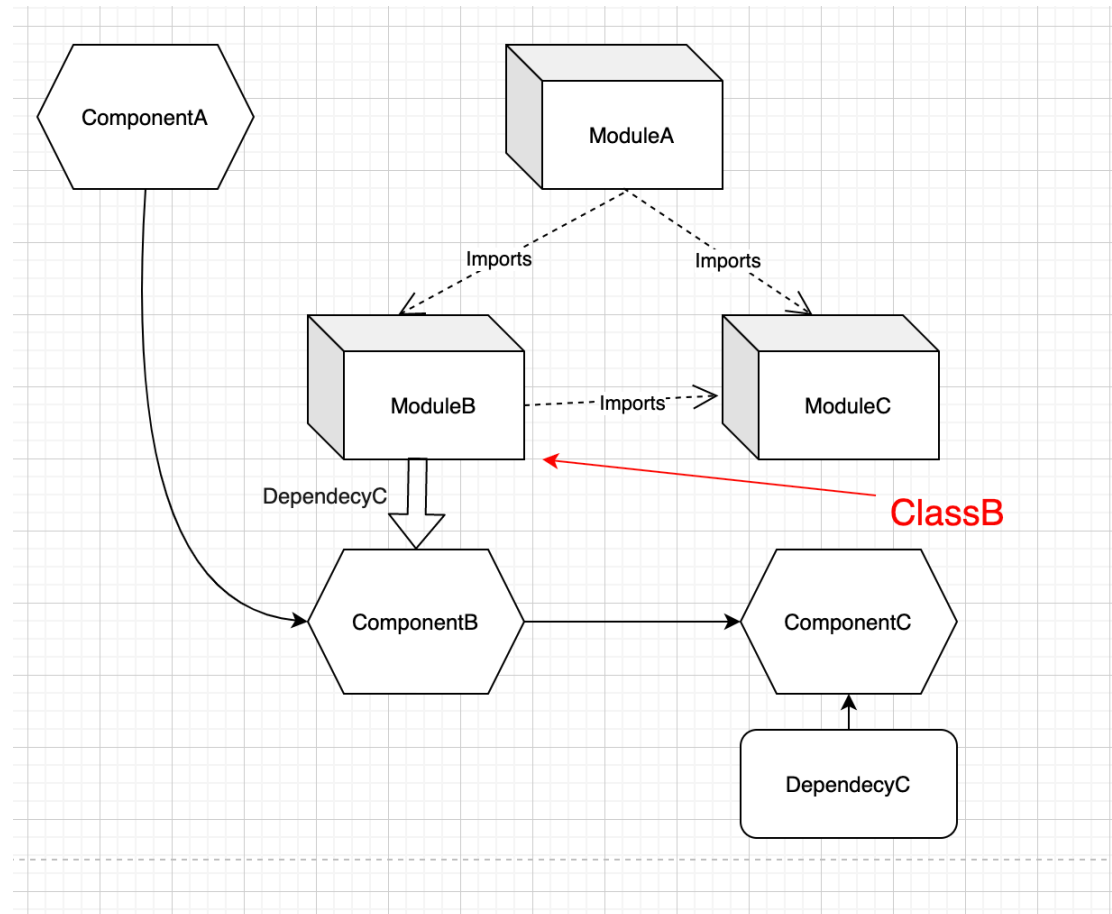 ComponentA
ModuleA
Imports
Imports
ModuleB
Imports
ModuleC
DependecyC
ClassB
ComponentB
ComponentC
DependecyC